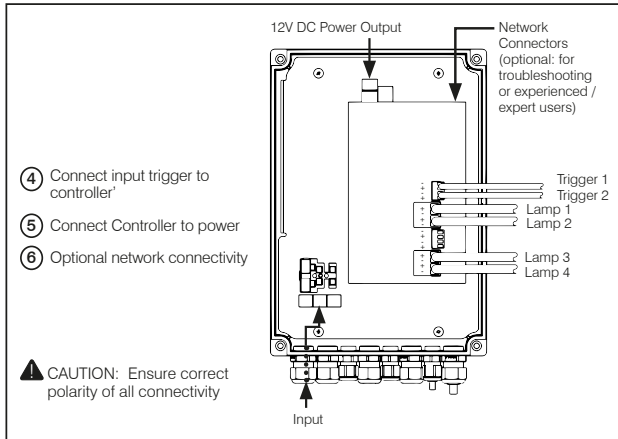 12V DC Power Output
Network
Connectors
(optional: for
troubleshooting
or experienced /
expert users)
4 Connect input trigger to
controller'
5 Connect Controller to power
6 Optional network connectivity
Trigger 1
Trigger 2
Lamp 1
Lamp 2
Lamp 3
Lamp 4
CAUTION: Ensure correct
polarity of all connectivity
Input